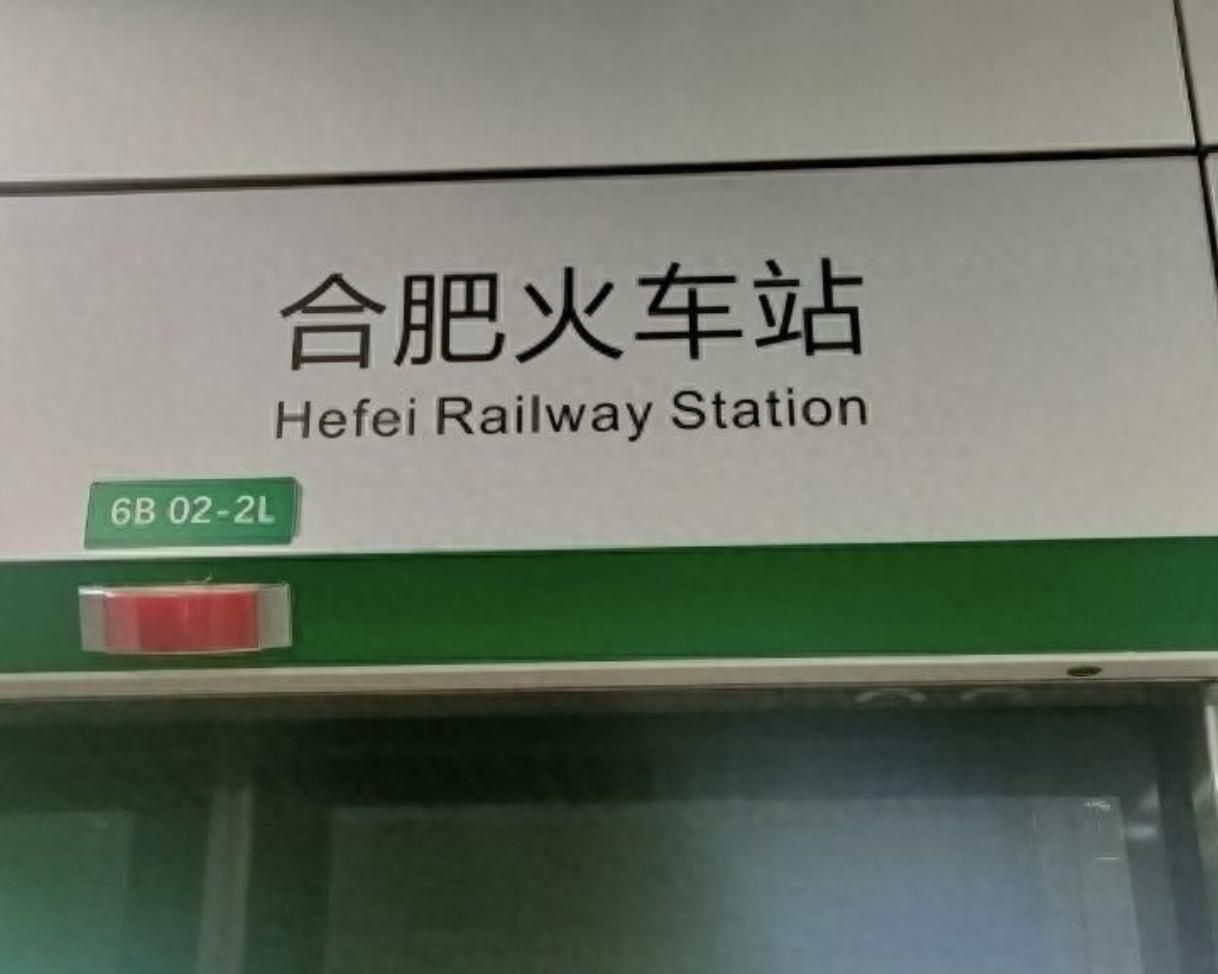 合肥火车站
Hefei Railway Station
6B 02-2L